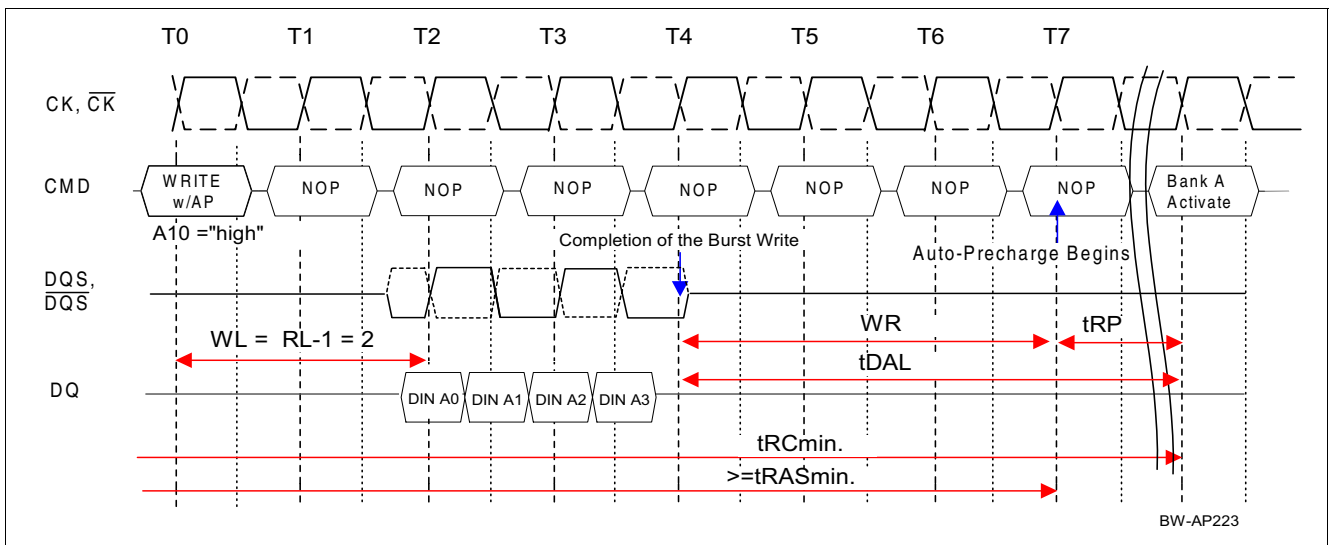 T0 T1 T2 T3 T4 T5 T6 T7
CK, CK
CMD
WRITE
w/AP
NOP NOP NOP NOP NOP NOP NOP
Bank A
Activate
A10 ="high"
Completion of the Burst Write
Auto-Precharge Begins
DQS,
DQS
WL = RL-1 = 2
WR
tRP
tDAL
DQ
DIN A0 DIN A1 DIN A2 DIN A3
tRCmin.
>=tRASmin.
BW-AP223